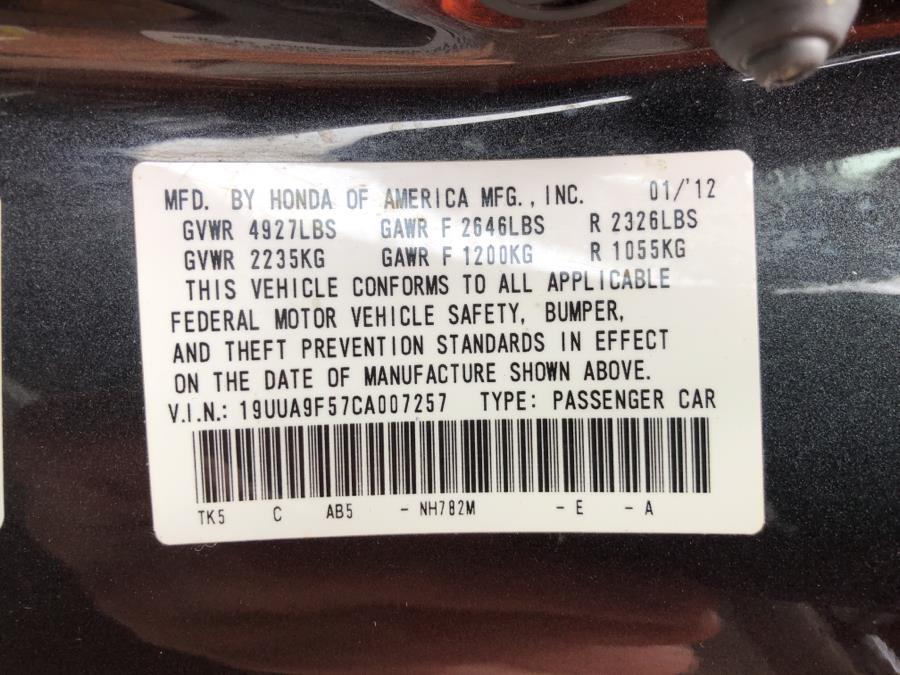 MFD. BY HONDA OF AMERICA MFG., INC. 01/'12
GVWR 4927LBS GAWR F 2646LBS R 2326LBS
GVWR 2235KG GAWR F 1200KG R 1055KG
THIS VEHICLE CONFORMS TO ALL APPLICABLE
FEDERAL MOTOR VEHICLE SAFETY, BUMPER,
AND THEFT PREVENTION STANDARDS IN EFFECT
ON THE DATE OF MANUFACTURE SHOWN ABOVE.
V.I.N.: 19UUA9F57CA007257 TYPE: PASSENGER CAR
TK5 C AB5 - NH782M - E - A